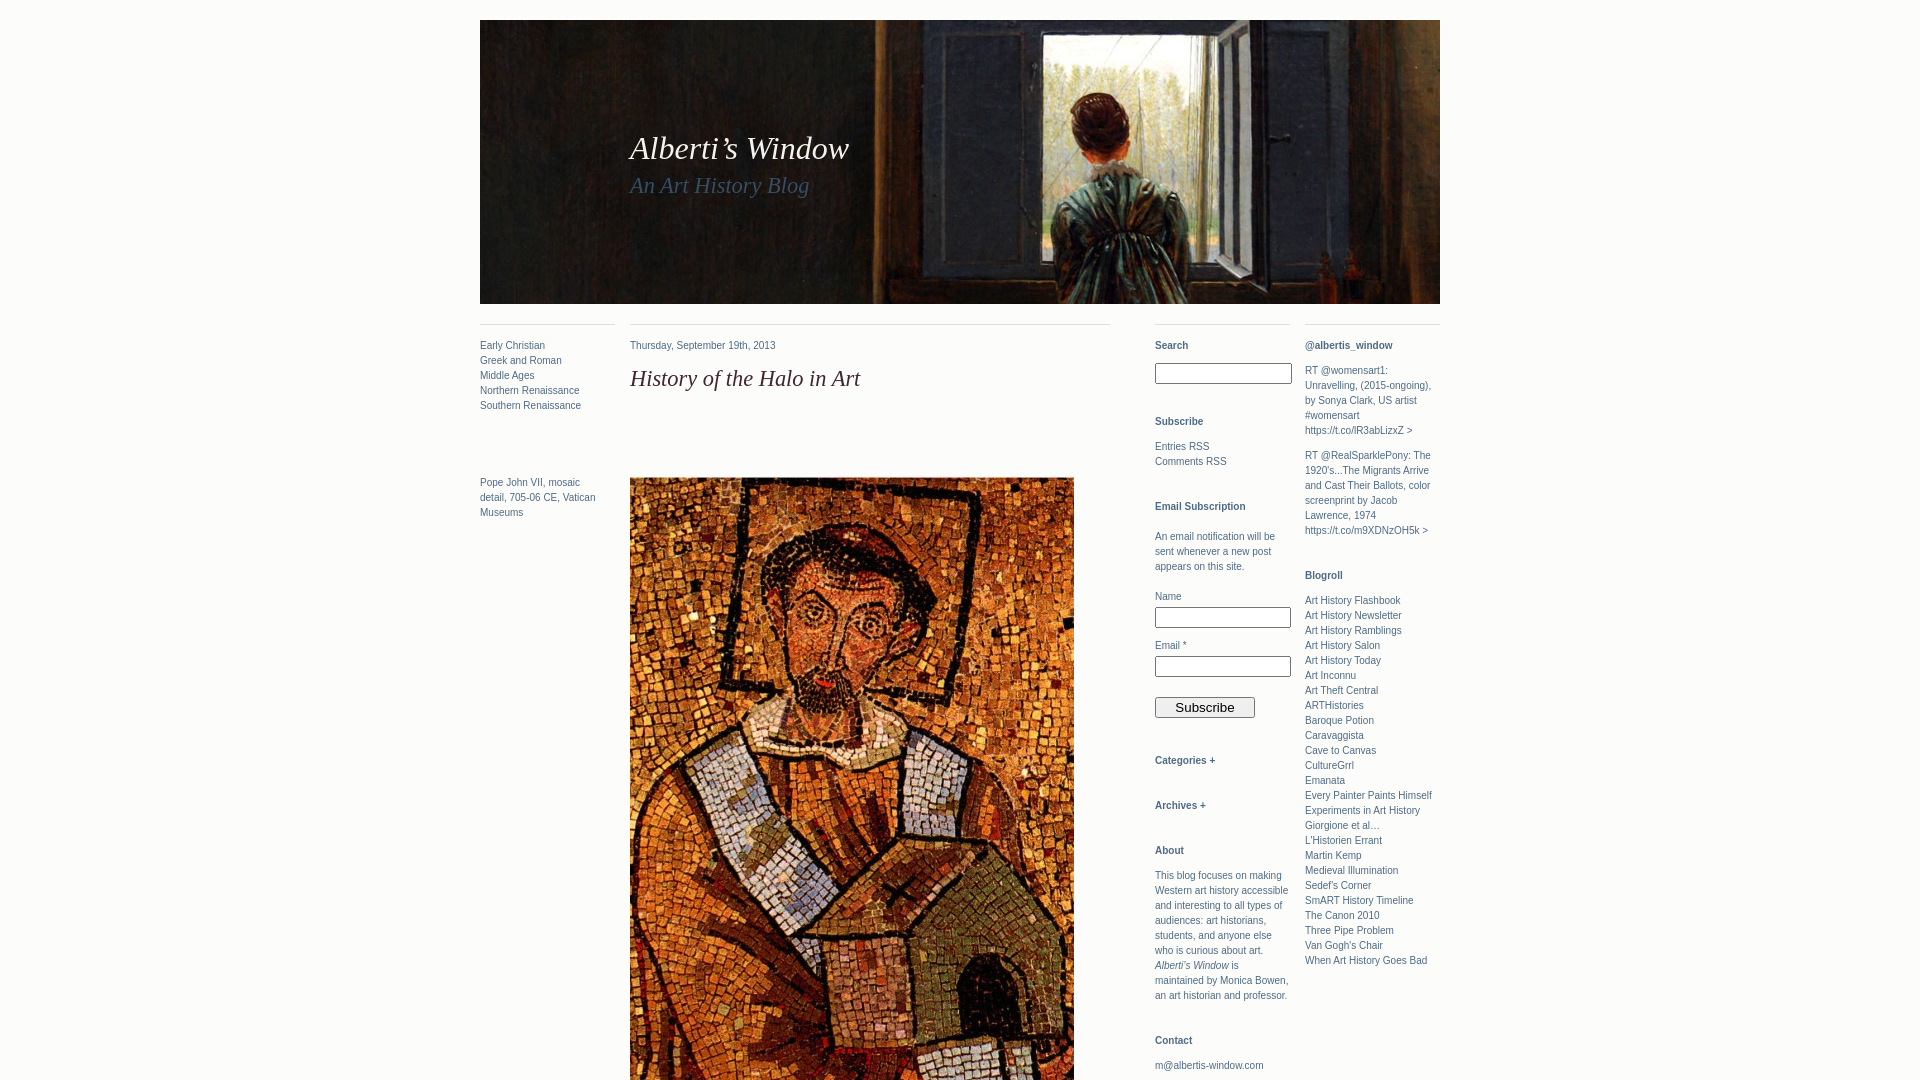 Alberti’s Window
An Art History Blog
Early Christian
Greek and Roman
Middle Ages
Northern Renaissance
Southern Renaissance
Pope John VII, mosaic
detail, 705-06 CE, Vatican
Museums
Thursday, September 19th, 2013
History of the Halo in Art
Search
Subscribe
Entries RSS
Comments RSS
Email Subscription
An email notification will be
sent whenever a new post
appears on this site.
Name
Email *
Subscribe
Categories +
Archives +
About
This blog focuses on making
Western art history accessible
and interesting to all types of
audiences: art historians,
students, and anyone else
who is curious about art.
Alberti’s Window is
maintained by Monica Bowen,
an art historian and professor.
Contact
m@albertis-window.com
@albertis_window
RT @womensart1:
Unravelling, (2015-ongoing),
by Sonya Clark, US artist
#womensart
https://t.co/lR3abLizxZ >
RT @RealSparklePony: The
1920's...The Migrants Arrive
and Cast Their Ballots, color
screenprint by Jacob
Lawrence, 1974
https://t.co/m9XDNzOH5k >
Blogroll
Art History Flashbook
Art History Newsletter
Art History Ramblings
Art History Salon
Art History Today
Art Inconnu
Art Theft Central
ARTHistories
Baroque Potion
Caravaggista
Cave to Canvas
CultureGrrl
Emanata
Every Painter Paints Himself
Experiments in Art History
Giorgione et al…
L'Historien Errant
Martin Kemp
Medieval Illumination
Sedef's Corner
SmART History Timeline
The Canon 2010
Three Pipe Problem
Van Gogh's Chair
When Art History Goes Bad